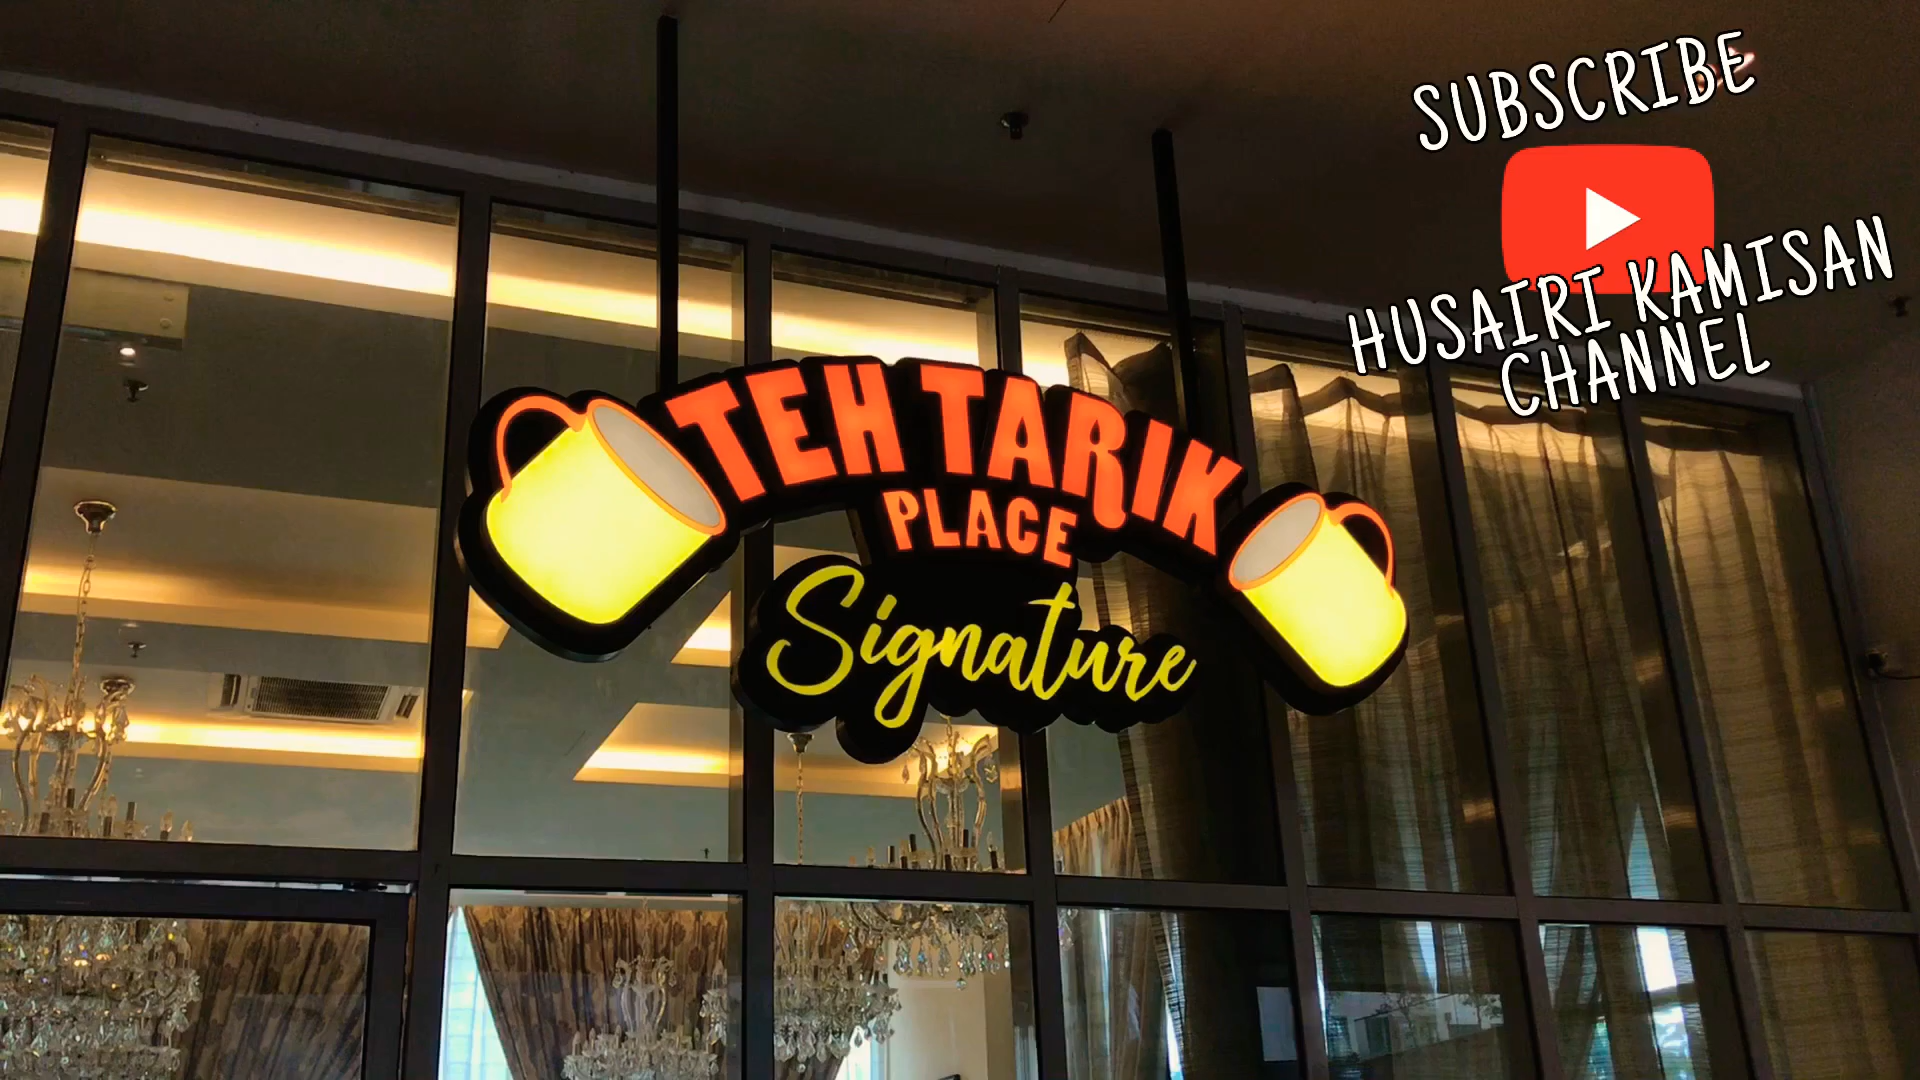 SUBSCRIBE
HUSAIRI KAMISAN
CHANNEL
TEH TARIK
PLACE
Signature